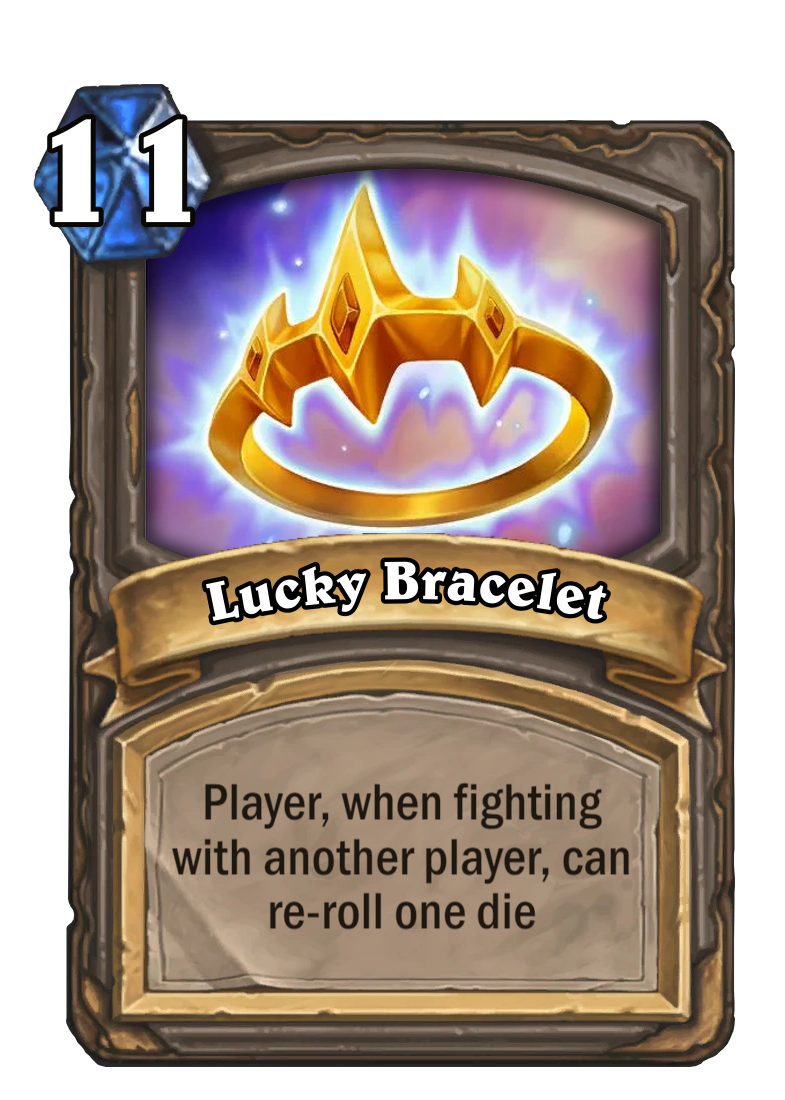 11
Lucky Bracelet
Player, when fighting
with another player, can
re-roll one die